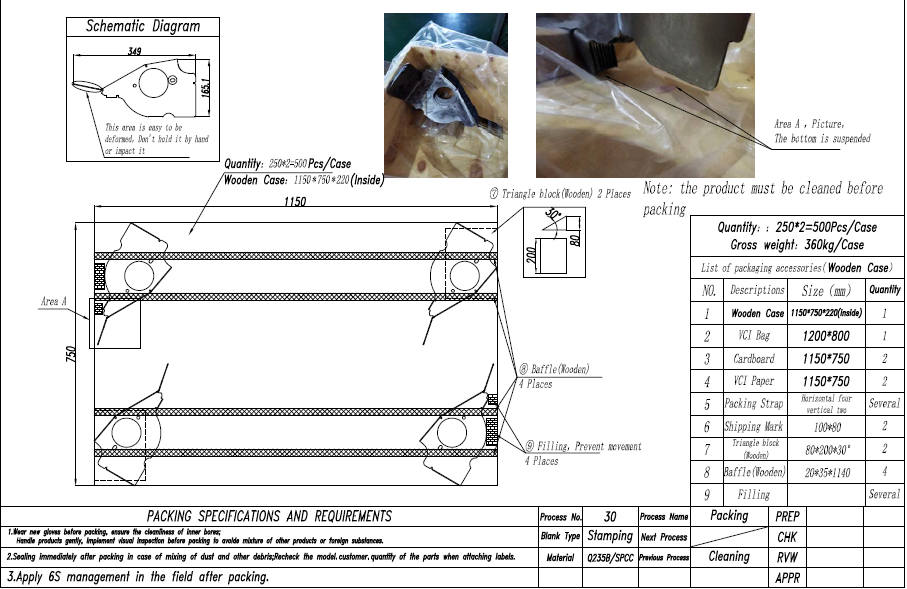 Schematic Diagram
349
165.1
This area is easy to be
deformed, Don't hold it by hand
or impact it
Area A , Picture,
The bottom is suspended
Quantity: 250*2=500Pcs/Case
Wooden Case: 1150*750*220(Inside)
1150
⑦ Triangle block(Wooden) 2 Places
30°
200
80
Note: the product must be cleaned before
packing
Area A
750
⑧ Baffle(Wooden)
4 Places
⑨ Filling, Prevent movement
4 Places
Quantity: : 250*2=500Pcs/Case
Gross weight: 360kg/Case
List of packaging accessories(Wooden Case)
NO. Descriptions Size (mm) Quantity
1 Wooden Case 1150*750*220(Inside) 1
2 VCI Bag 1200*800 1
3 Cardboard 1150*750 2
4 VCI Paper 1150*750 2
5 Packing Strap Horizontal four vertical two Several
6 Shipping Mark 100*80 2
7 Triangle block (Wooden) 80*200*30° 2
8 Baffle(Wooden) 20*35*1140 4
9 Filling Several
PACKING SPECIFICATIONS AND REQUIREMENTS
1.Wear new gloves before packing, ensure the cleanliness of inner bores;
Handle products gently, implement visual inspection before packing to avoide mixture of other products or foreign substances.
2.Sealing immediately after packing in case of mixing of dust and other debris;Recheck the model.customer.quantity of the parts when attaching labels.
3.Apply 6S management in the field after packing.
Process No. 30 Process Name Packing PREP
Blank Type Stamping Next Process CHK
Material Q235B/SPCC Previous Process Cleaning RVW
APPR